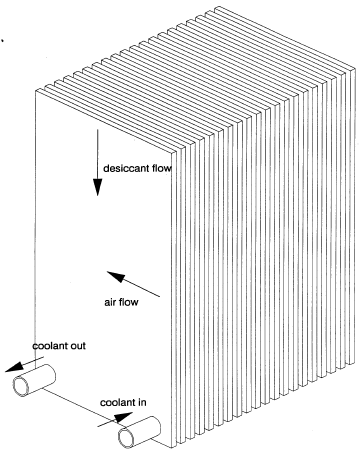 desiccant flow
air flow
coolant out
coolant in